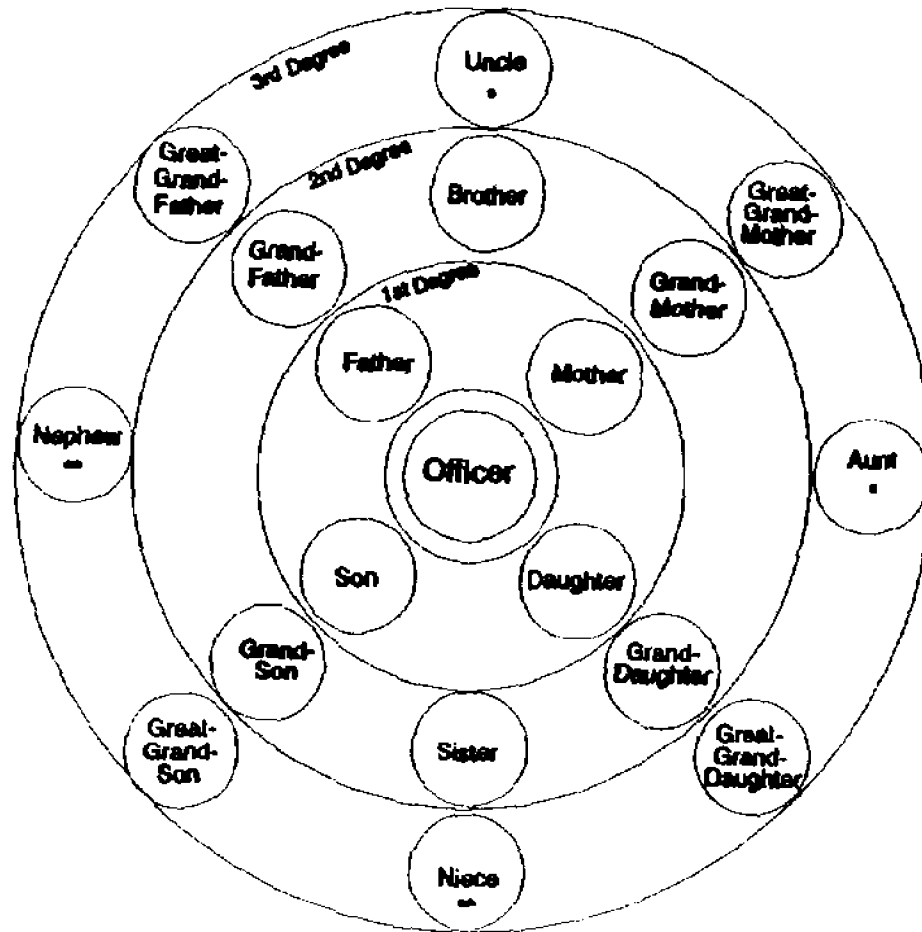 3rd Degree
Uncle
*
Great-
Grand-
Father
2nd Degree
Brother
Great-
Grand-
Mother
Grand-
Father
Grand-
Mother
1st Degree
Father
Mother
Nephew
**
Officer
Aunt
*
Son
Daughter
Grand-
Son
Grand-
Daughter
Great-
Grand-
Son
Sister
Great-
Grand-
Daughter
Niece
**